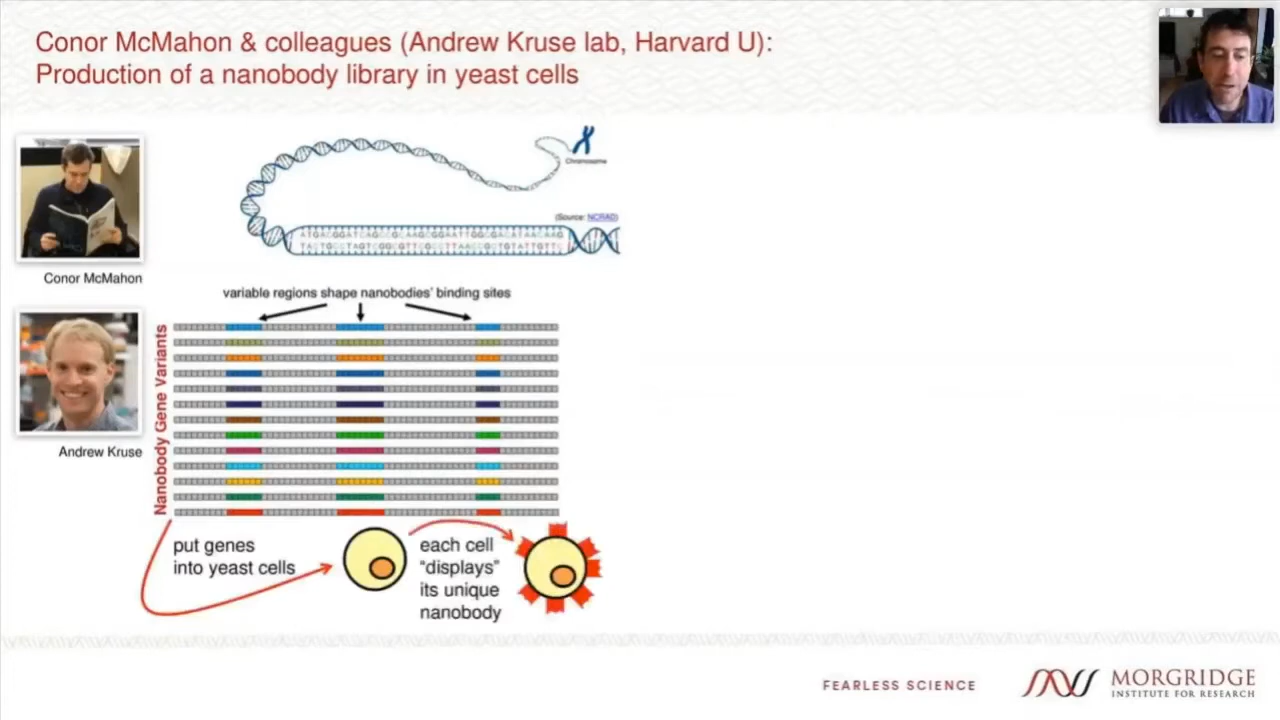 Conor McMahon & colleagues (Andrew Kruse lab, Harvard U):
Production of a nanobody library in yeast cells
Chromosome
(Source: NCRAD)
Conor McMahon
variable regions shape nanobodies' binding sites
Nanobody Gene Variants
Andrew Kruse
put genes
into yeast cells
each cell
“displays”
its unique
nanobody
FEARLESS SCIENCE
MORGRIDGE
INSTITUTE FOR RESEARCH